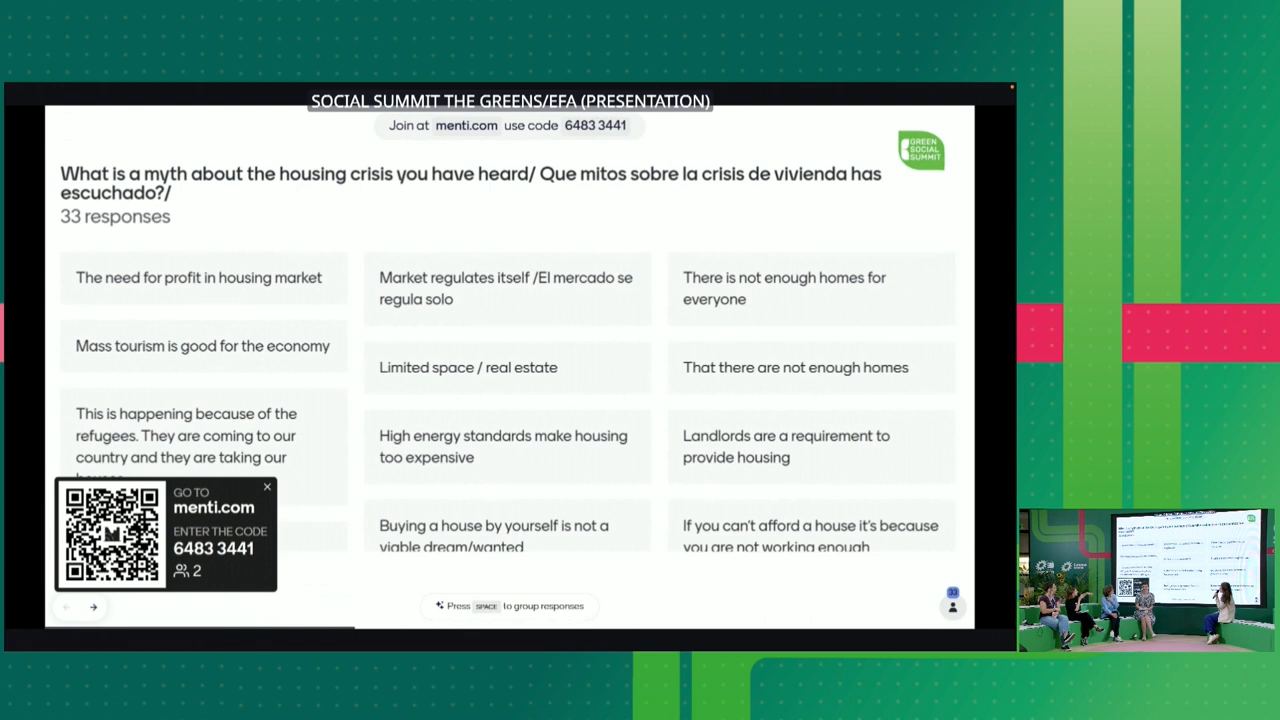 SOCIAL SUMMIT THE GREENS/EFA (PRESENTATION)
Join at menti.com use code 6483 3441
GREEN
SOCIAL
SUMMIT
What is a myth about the housing crisis you have heard/ Que mitos sobre la crisis de vivienda has
escuchado?/
33 responses
The need for profit in housing market
Mass tourism is good for the economy
This is happening because of the
refugees. They are coming to our
country and they are taking our
Market regulates itself /El mercado se
regula solo
Limited space / real estate
High energy standards make housing
too expensive
Buying a house by yourself is not a
viable dream/wanted
There is not enough homes for
everyone
That there are not enough homes
Landlords are a requirement to
provide housing
If you can't afford a house it's because
you are not working enough
GO TO
menti.com
ENTER THE CODE
6483 3441
2
Press SPACE to group responses
33